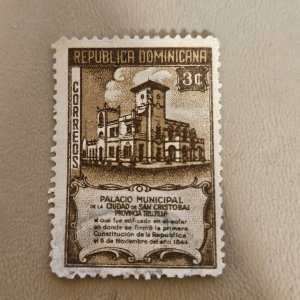 REPUBLICA DOMINICANA
3¢
CORREOS
PALACIO MUNICIPAL
DE LA CIUDAD DE SAN CRISTOBAL
PROVINCIA TRUJILLO
el cual fue edificado en el solar
en donde se firmó la primera
Constitución de la Republica
el 6 de Noviembre del año 1844